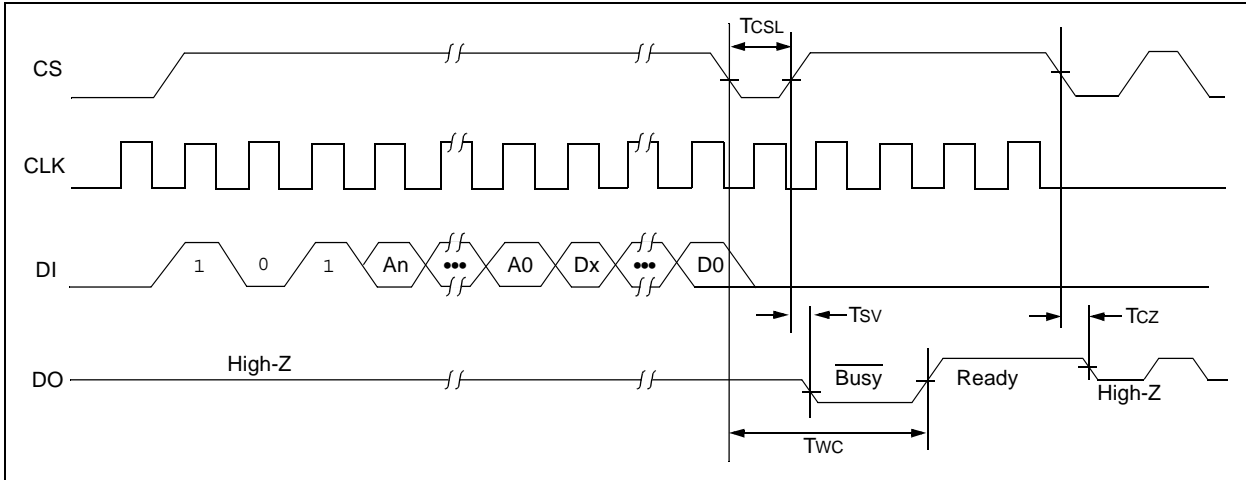 TCSL
CS
CLK
DI 1 0 1 An ••• A0 Dx ••• D0
TSV
TCZ
High-Z
DO
Busy
Ready
High-Z
TWC